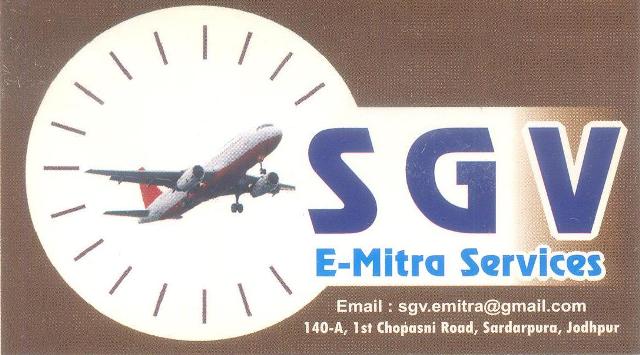 SGV
E-Mitra Services
Email : sgv.emitra@gmail.com
140-A, 1st Chopasni Road, Sardarpura, Jodhpur